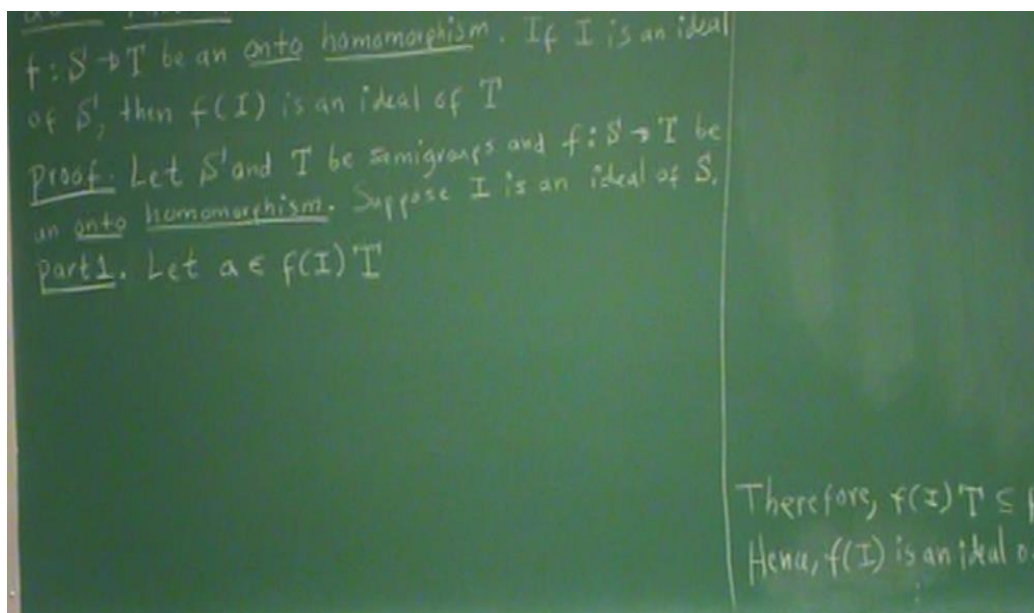 f : S → T be an onto homomorphism. If I is an ideal
of S, then f(I) is an ideal of T
Proof: Let S and T be semigroups and f : S → T be
an onto homomorphism. Suppose I is an ideal of S.
part 1. Let a ∈ f(I)T
Therefore, f(I)T ⊆
Hence, f(I) is an ideal o